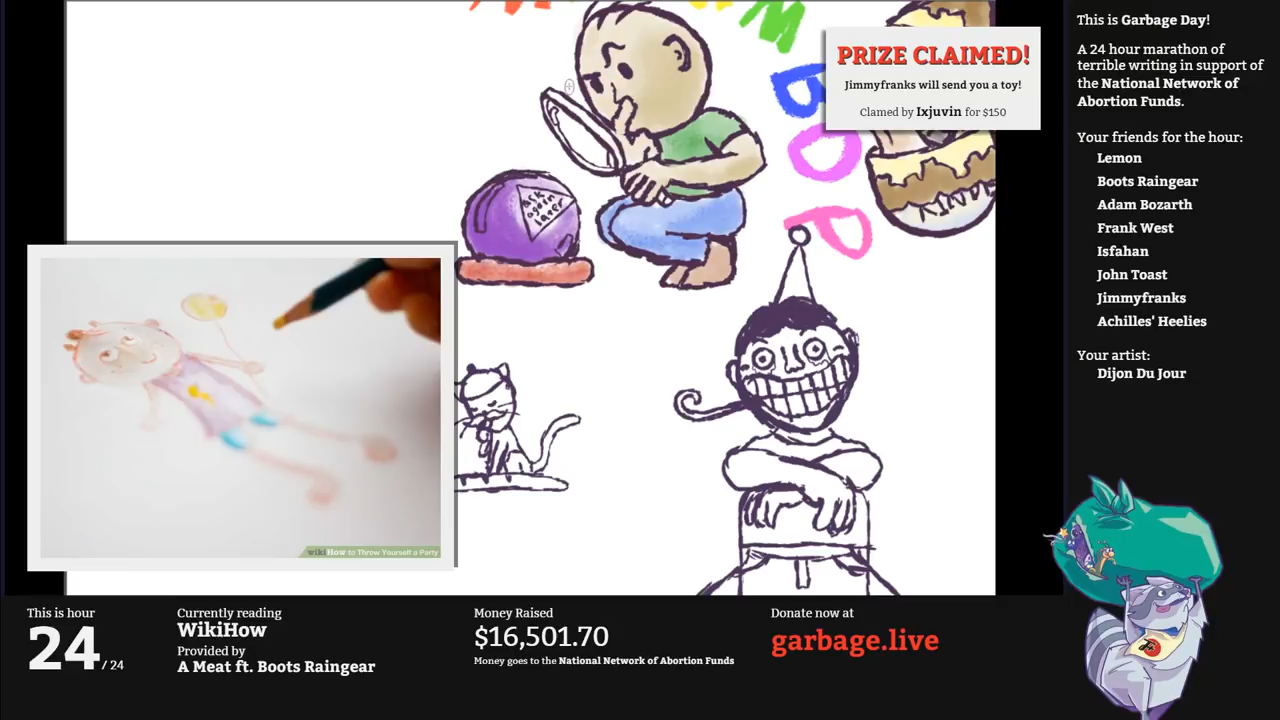 M
BOP
PRIZE CLAIMED!
Jimmyfranks will send you a toy!
Clamed by Ixjuvin for $150
ask
again
later
KIND
wikiHow to Throw Yourself a Party
This is Garbage Day!
A 24 hour marathon of
terrible writing in support of
the National Network of
Abortion Funds.
Your friends for the hour:
Lemon
Boots Raingear
Adam Bozarth
Frank West
Isfahan
John Toast
Jimmyfranks
Achilles' Heelies
Your artist:
Dijon Du Jour
This is hour
24 / 24
Currently reading
WikiHow
Provided by
A Meat ft. Boots Raingear
Money Raised
$16,501.70
Money goes to the National Network of Abortion Funds
Donate now at
garbage.live